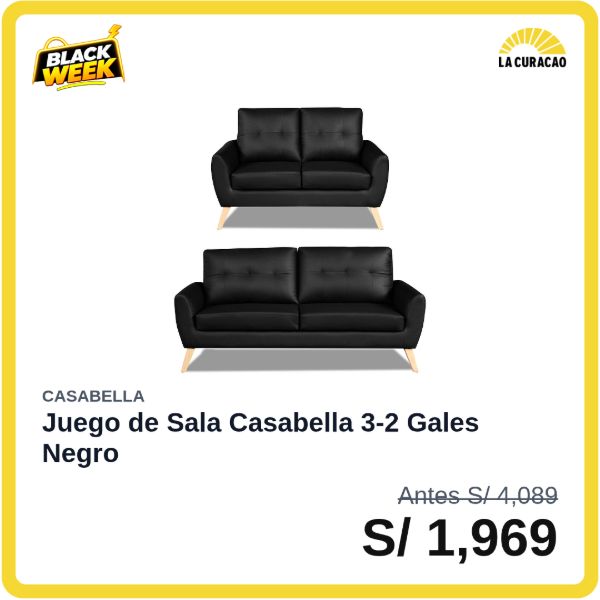 BLACK
WEEK
LA CURACAO
CASABELLA
Juego de Sala Casabella 3-2 Gales
Negro
Antes S/ 4,089
S/ 1,969